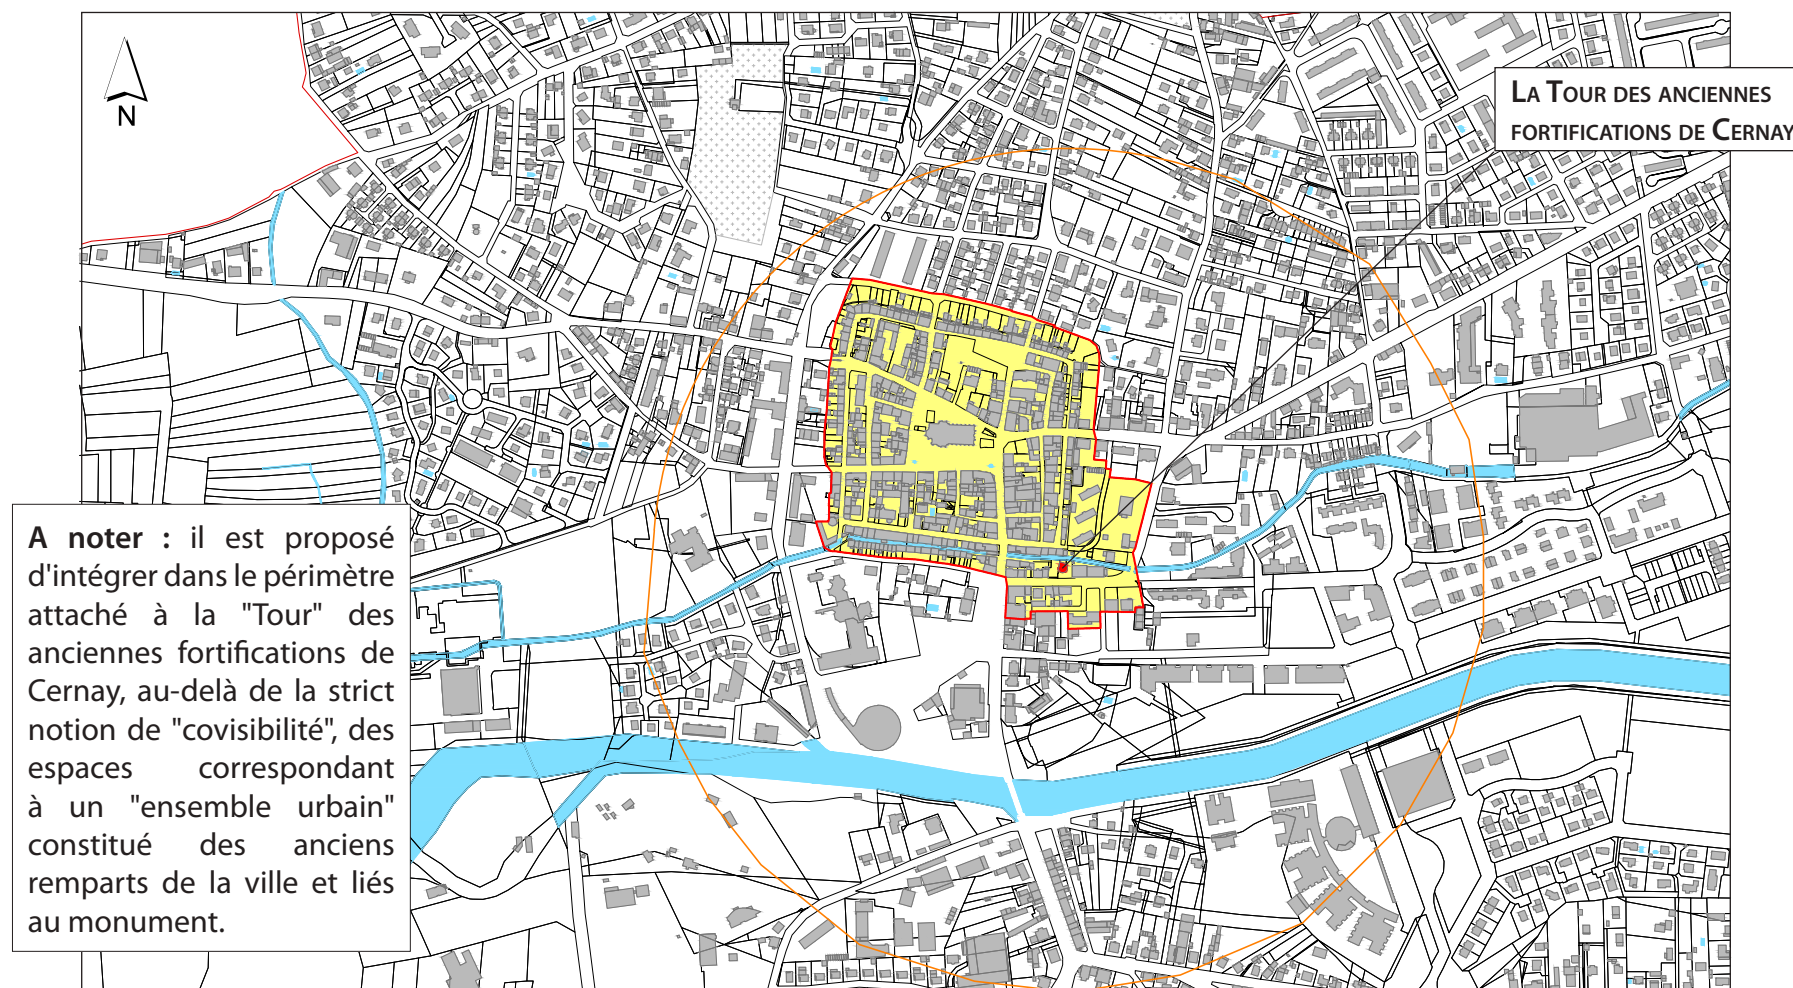 LA TOUR DES ANCIENNES
FORTIFICATIONS DE CERNAY
N
A noter : il est proposé
d'intégrer dans le périmètre
attaché à la "Tour" des
anciennes fortifications de
Cernay, au-delà de la strict
notion de "covisibilité", des
espaces correspondant
à un "ensemble urbain"
constitué des anciens
remparts de la ville et liés
au monument.